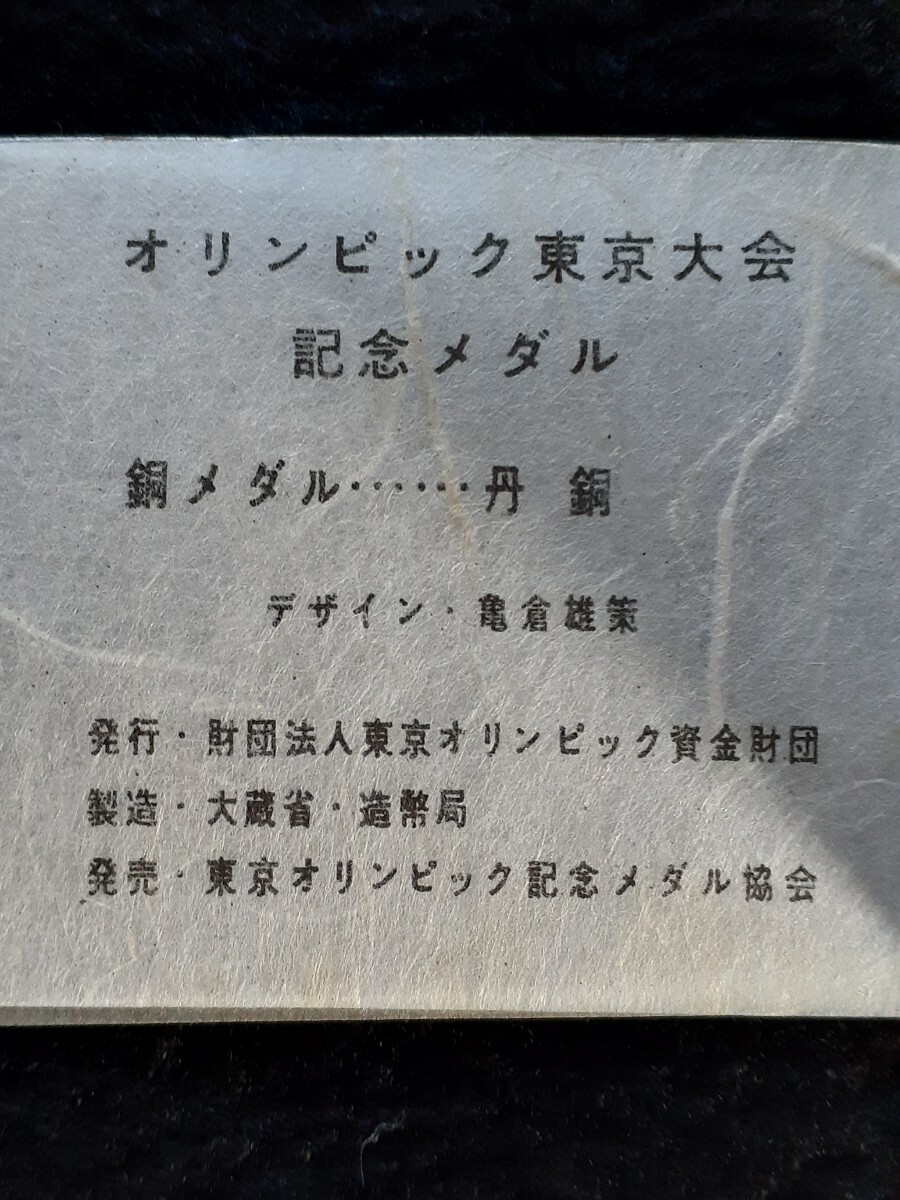 オリンピック東京大会
記念メダル
銅メダル……丹 銅
デザイン・亀倉雄策
発行・財団法人東京オリンピック資金財団
製造・大蔵省・造幣局
発売・東京オリンピック記念メダル協会